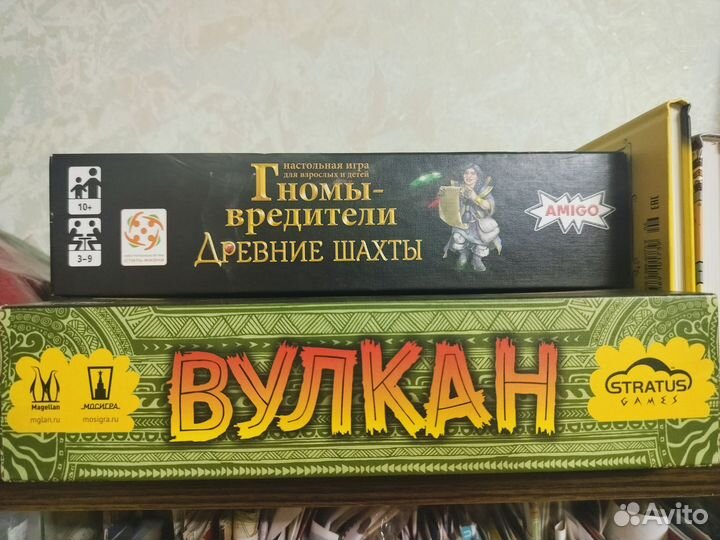 настольная игра
для взрослых и детей
Гномы-
вредители
Древние шахты
10+
3-9
AMIGO
EAC
ВУЛКАН
Magellan
mglan.ru
МОСИГРА
mosigra.ru
STRATUS
GAMES
Avito